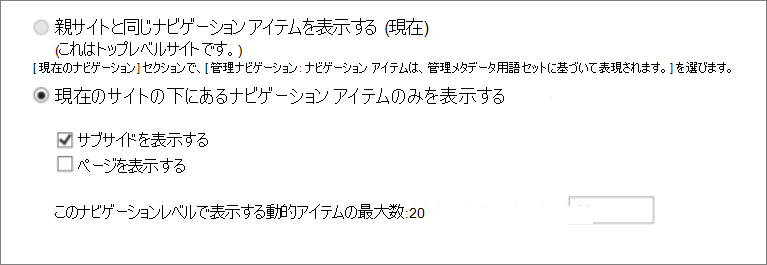 親サイトと同じナビゲーション アイテムを表示する (現在)
(これはトップレベルサイトです。)
[現在のナビゲーション] セクションで、[管理ナビゲーション: ナビゲーション アイテムは、管理メタデータ用語セットに基づいて表現されます。] を選びます。
現在のサイトの下にあるナビゲーション アイテムのみを表示する
サブサイドを表示する
ページを表示する
このナビゲーションレベルで表示する動的アイテムの最大数:20